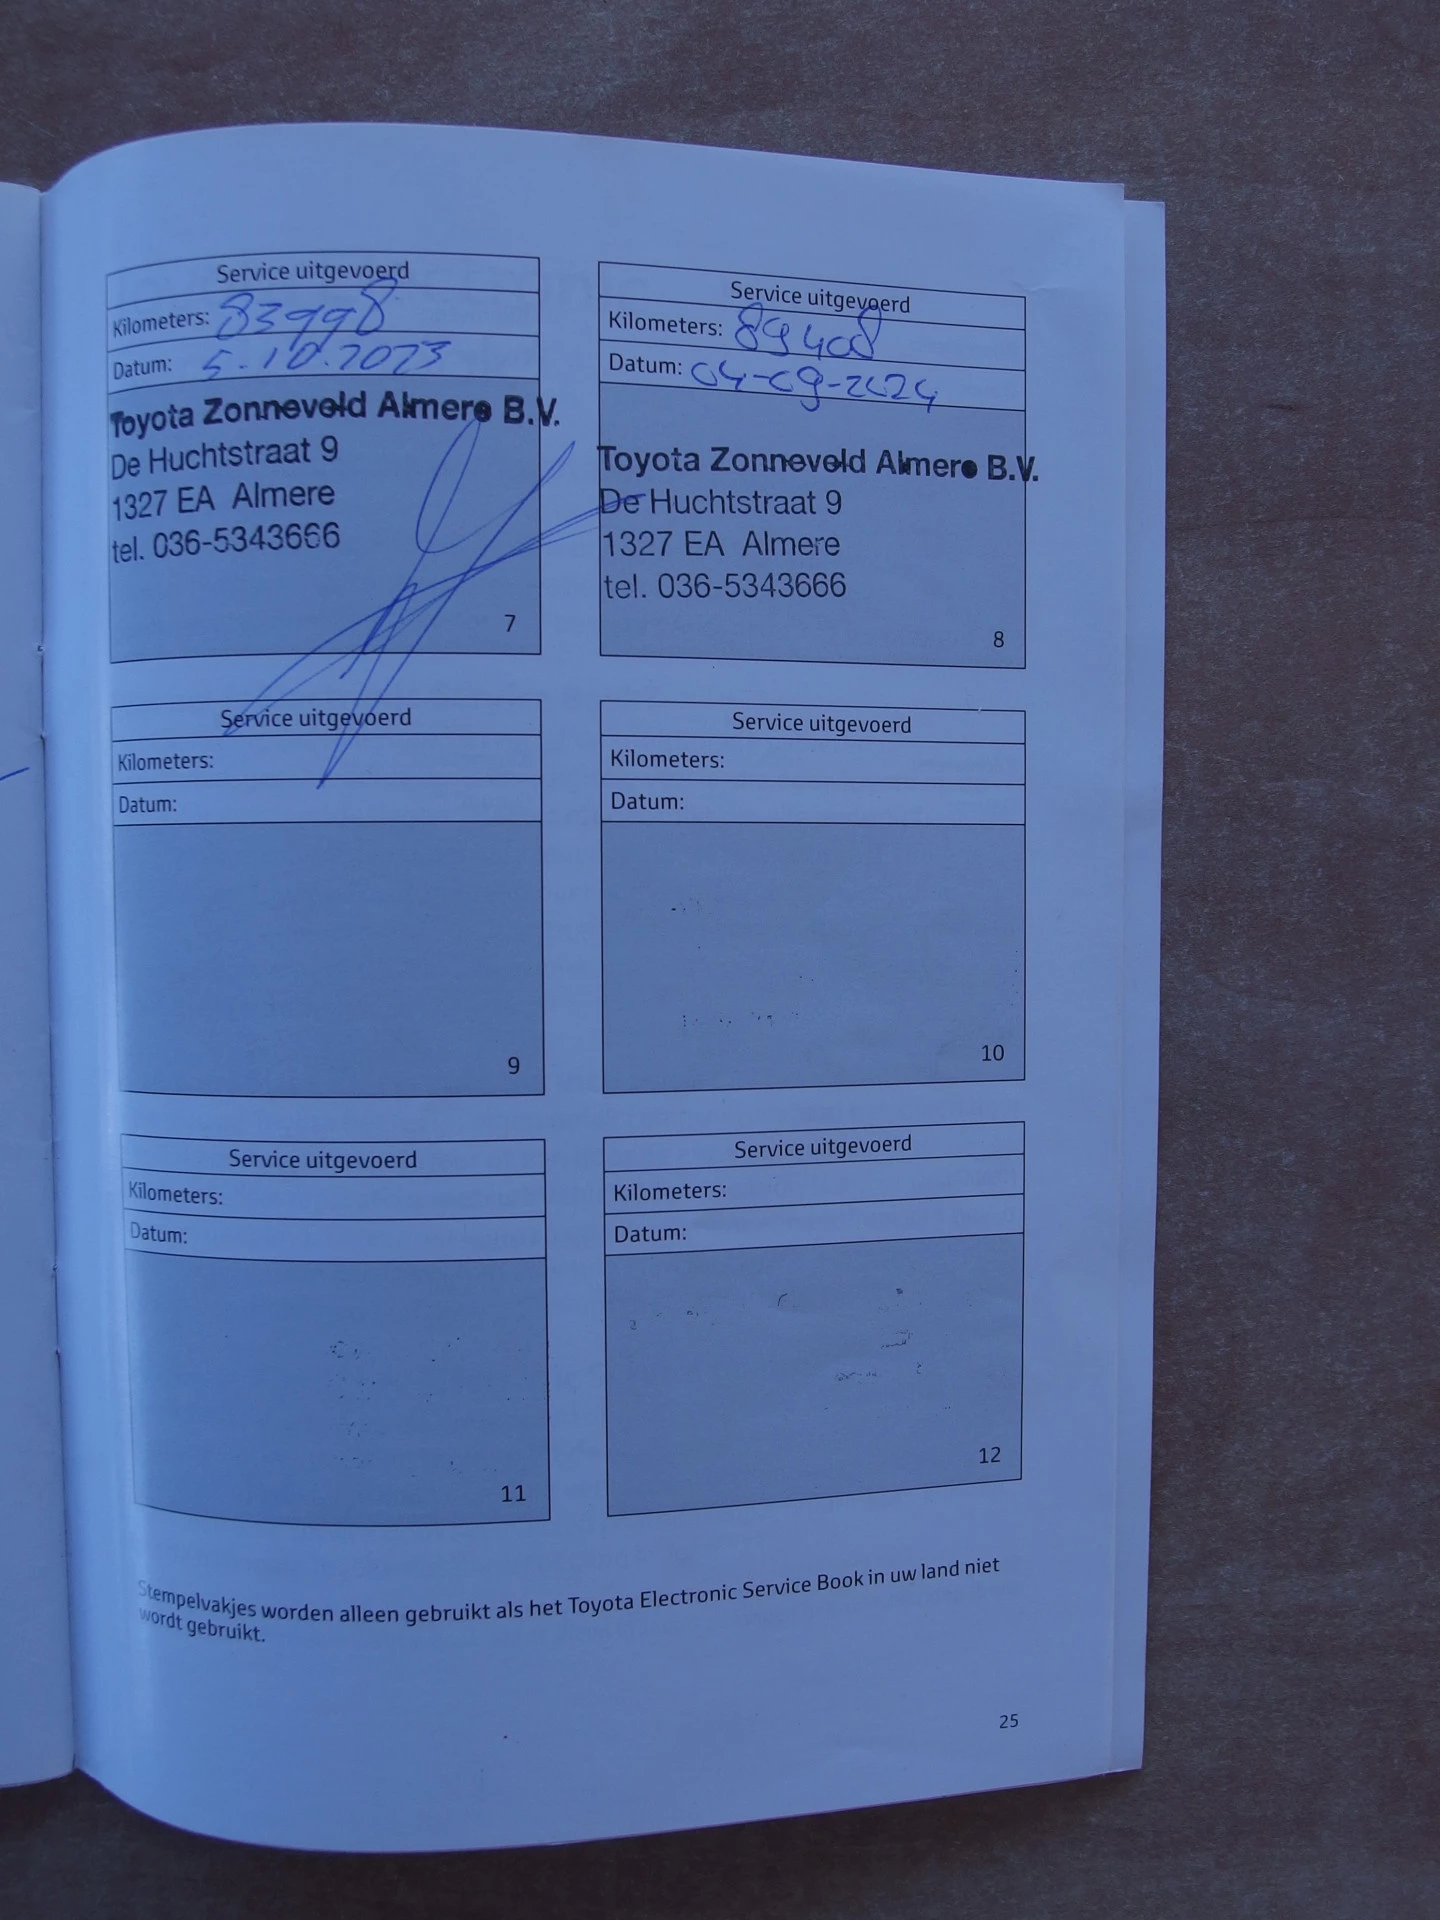 Service uitgevoerd
Kilometers: 83998
Datum: 5-10-2023
Toyota Zonneveld Almere B.V.
De Huchtstraat 9
1327 EA Almere
tel. 036-5343666
7
Service uitgevoerd
Kilometers: 89408
Datum: 04-09-2024
Toyota Zonneveld Almere B.V.
De Huchtstraat 9
1327 EA Almere
tel. 036-5343666
8
Service uitgevoerd
Kilometers:
Datum:
9
Service uitgevoerd
Kilometers:
Datum:
10
Service uitgevoerd
Kilometers:
Datum:
11
Service uitgevoerd
Kilometers:
Datum:
12
Stempelvakjes worden alleen gebruikt als het Toyota Electronic Service Book in uw land niet
wordt gebruikt.
25